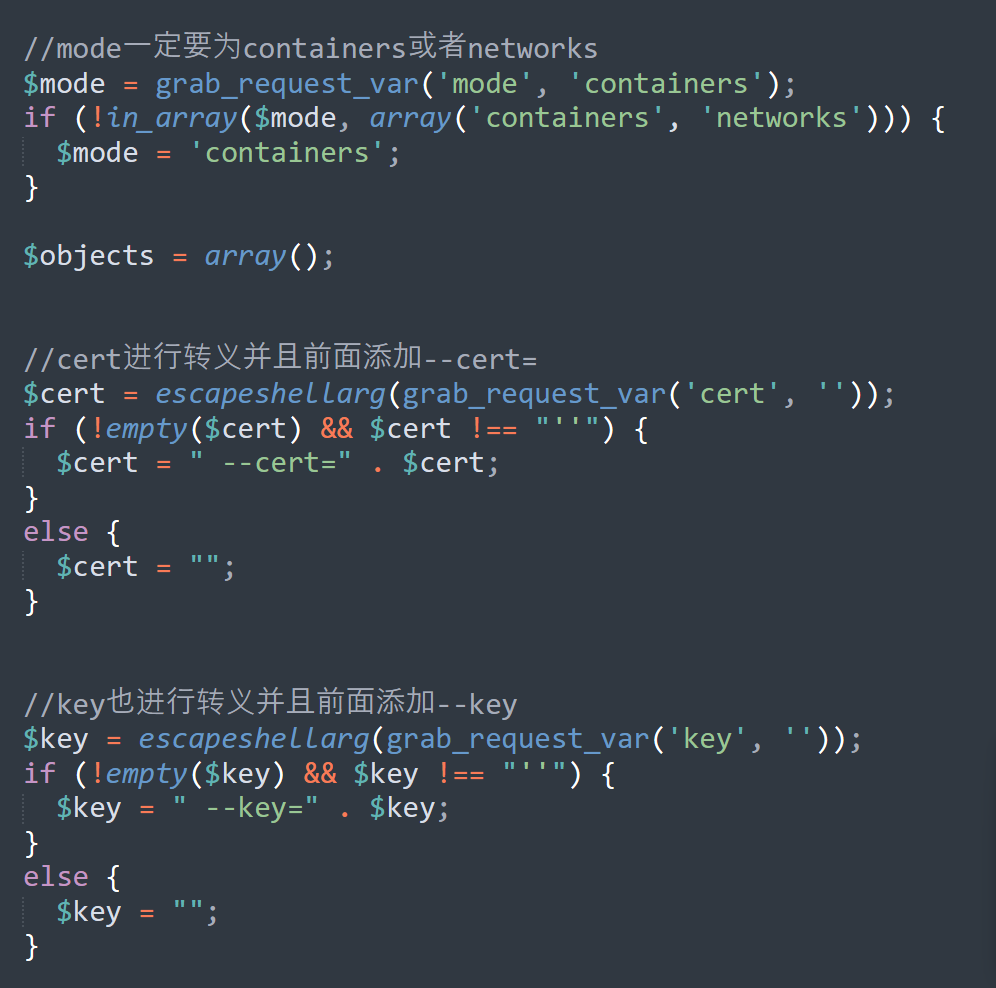 //mode一定要为containers或者networks
$mode = grab_request_var('mode', 'containers');
if (!in_array($mode, array('containers', 'networks'))) {
  $mode = 'containers';
}
$objects = array();
//cert进行转义并且前面添加--cert=
$cert = escapeshellarg(grab_request_var('cert', ''));
if (!empty($cert) && $cert !== "''") {
  $cert = " --cert=" . $cert;
}
else {
  $cert = "";
}
//key也进行转义并且前面添加--key
$key = escapeshellarg(grab_request_var('key', ''));
if (!empty($key) && $key !== "''") {
  $key = " --key=" . $key;
}
else {
  $key = "";
}